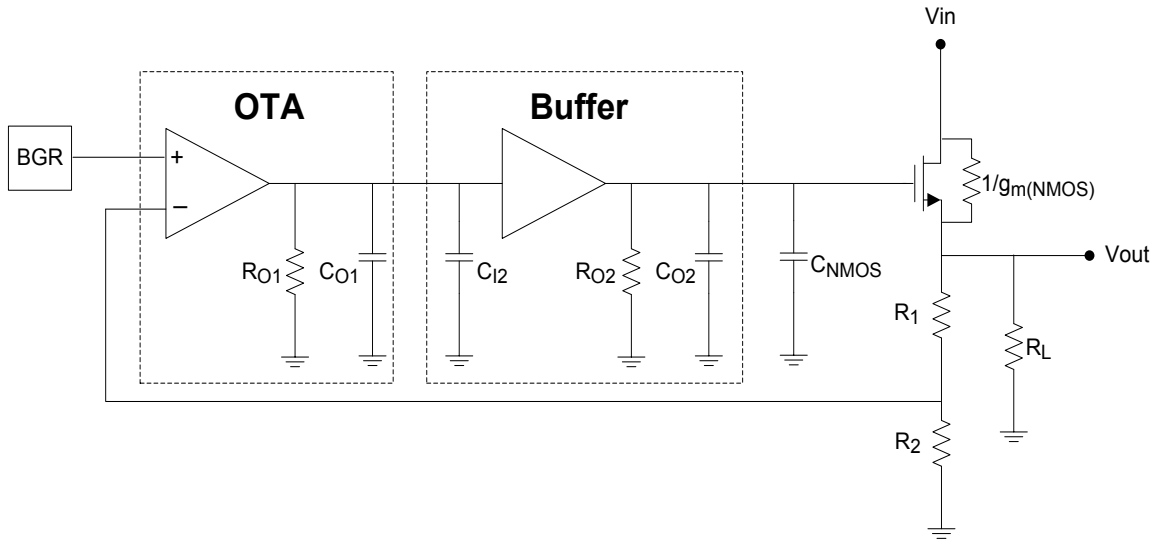 Vin
OTA
Buffer
BGR
+
−
1/gm(NMOS)
Vout
RO1
CO1
CI2
RO2
CO2
CNMOS
R1
RL
R2